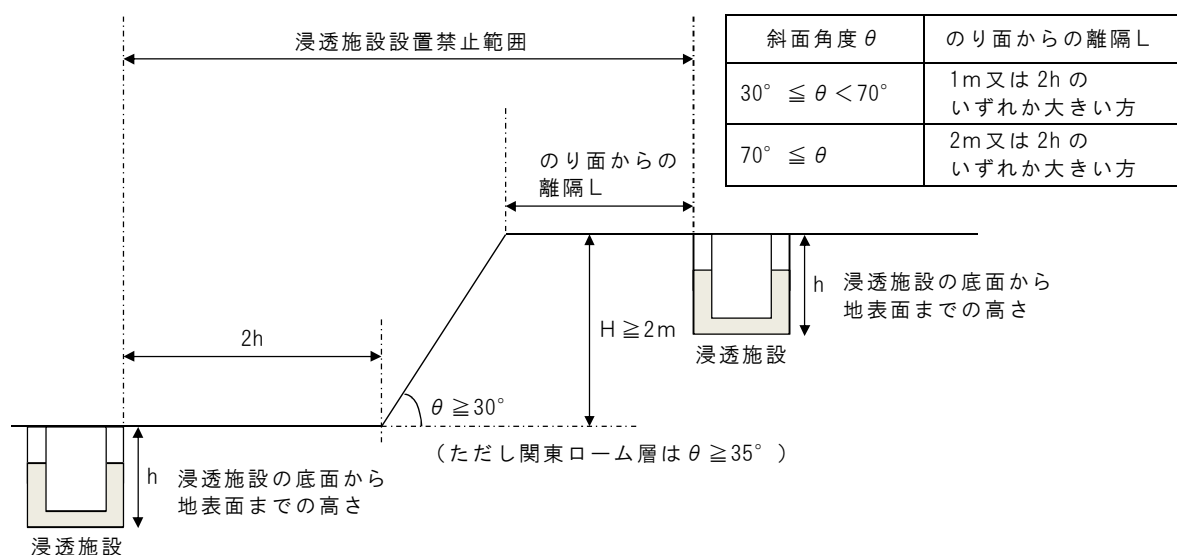 浸透施設設置禁止範囲
斜面角度θ
のり面からの離隔L
30°≦θ<70°
1m又は2hの
いずれか大きい方
70°≦θ
2m又は2hの
いずれか大きい方
のり面からの
離隔L
h
浸透施設の底面から
地表面までの高さ
浸透施設
H≧2m
2h
θ≧30°
(ただし関東ローム層はθ≧35°)
h
浸透施設の底面から
地表面までの高さ
浸透施設